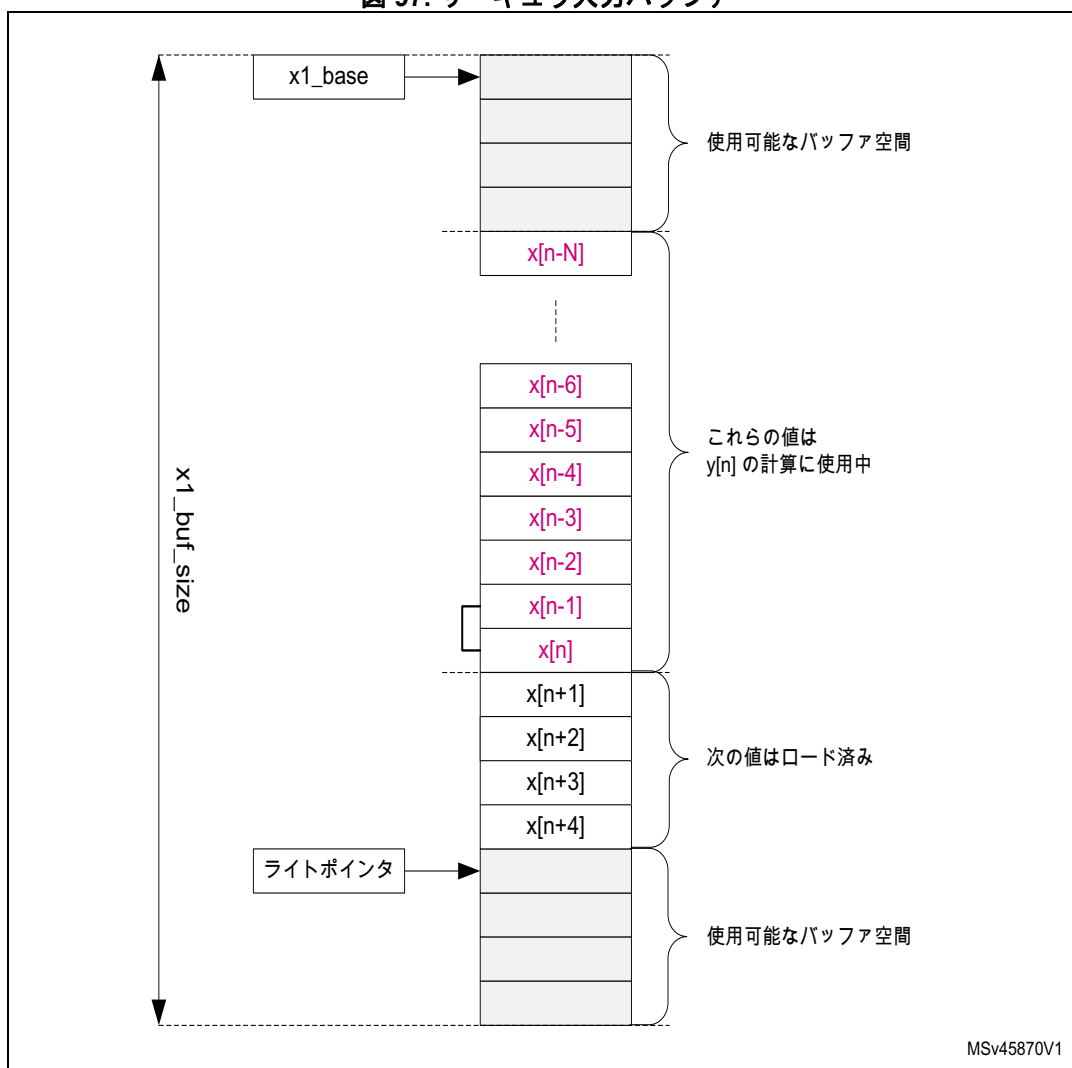 x1_base
使用可能なバッファ空間
x[n-N]
x[n-6]
x[n-5]
x[n-4]
x[n-3]
x[n-2]
x[n-1]
x[n]
これらの値は
y[n] の計算に使用中
x1_buf_size
x[n+1]
x[n+2]
x[n+3]
x[n+4]
次の値はロード済み
ライトポインタ
使用可能なバッファ空間
MSv45870V1